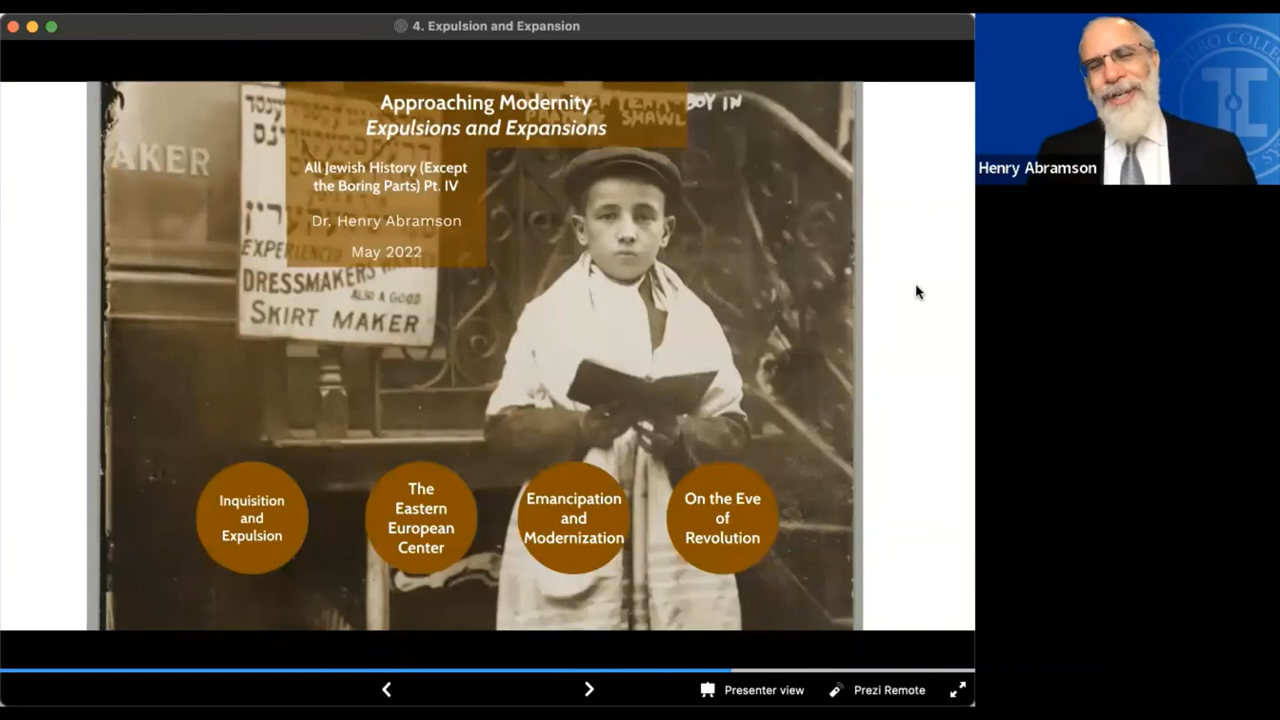 4. Expulsion and Expansion
Approaching Modernity
Expulsions and Expansions
BOY IN
SHAWL
All Jewish History (Except
the Boring Parts) Pt. IV
Dr. Henry Abramson
May 2022
AKER
EXPERIENCED
DRESSMAKERS
ALSO A GOOD
SKIRT MAKER
Inquisition
and
Expulsion
The
Eastern
European
Center
Emancipation
and
Modernization
On the Eve
of
Revolution
Henry Abramson
Presenter view
Prezi Remote